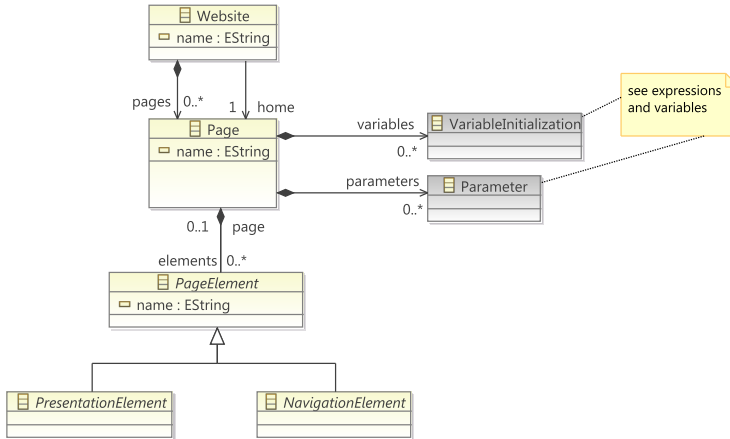 Website
name : EString
pages
0..*
1
home
Page
name : EString
variables
0..*
VariableInitialization
see expressions
and variables
parameters
0..*
Parameter
0..1
page
elements
0..*
PageElement
name : EString
PresentationElement
NavigationElement